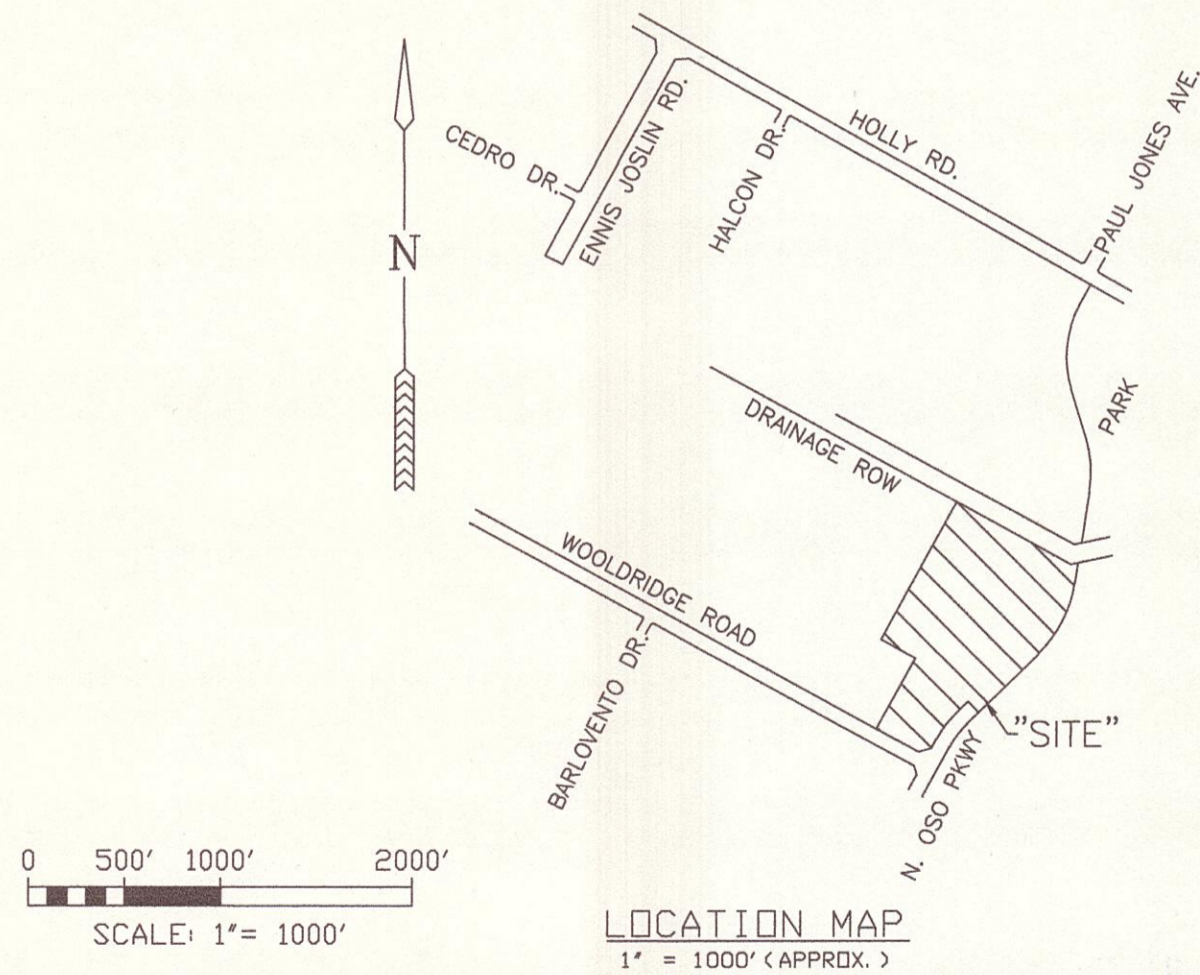 CEDRO DR.
ENNIS JOSLIN RD.
HALCON DR.
HOLLY RD.
PAUL JONES AVE.
N
PARK
DRAINAGE ROW
WOOLDRIDGE ROAD
BARLOVENTO DR.
"SITE"
N. OSO PKWY
0 500' 1000' 2000'
SCALE: 1"= 1000'
LOCATION MAP
1" = 1000' (APPROX.)